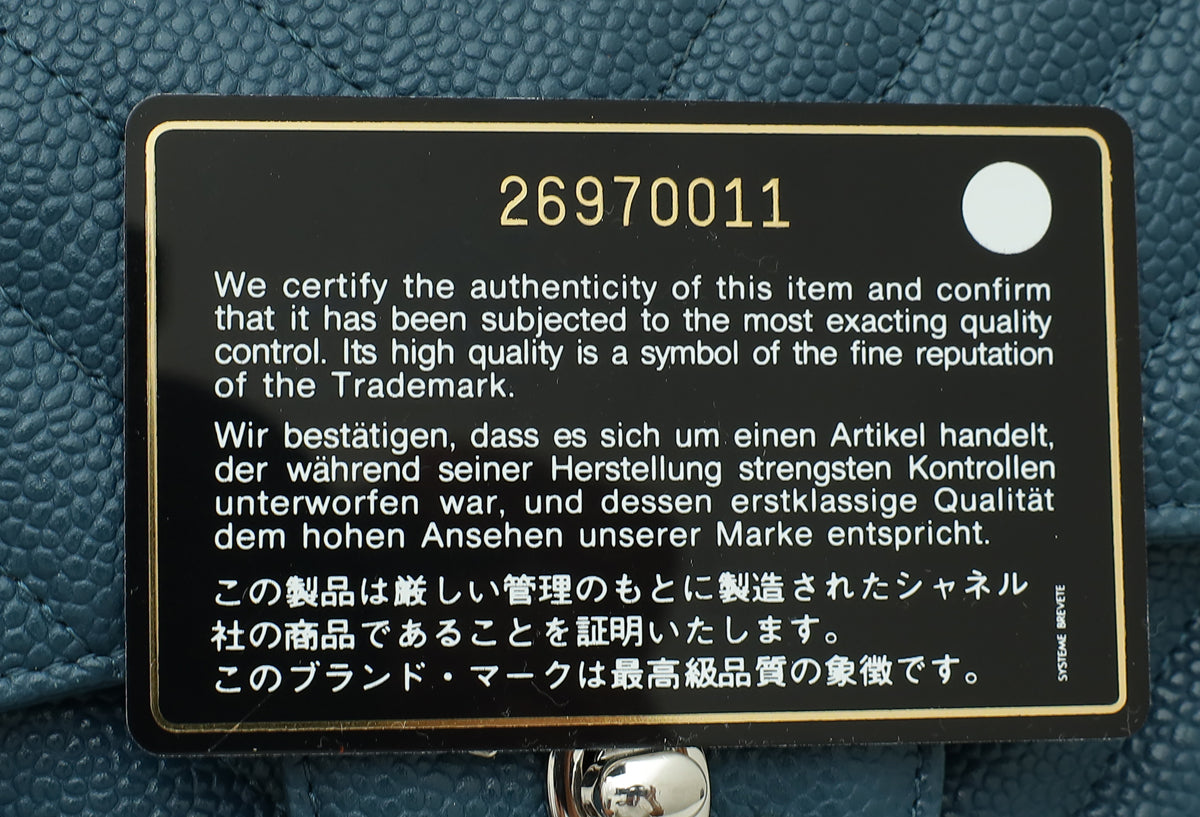 26970011
We certify the authenticity of this item and confirm
that it has been subjected to the most exacting quality
control. Its high quality is a symbol of the fine reputation
of the Trademark.
Wir bestätigen, dass es sich um einen Artikel handelt,
der während seiner Herstellung strengsten Kontrollen
unterworfen war, und dessen erstklassige Qualität
dem hohen Ansehen unserer Marke entspricht.
この製品は厳しい管理のもとに製造されたシャネル
社の商品であることを証明いたします。
このブランド・マークは最高級品質の象徴です。
SYSTEME BREVETE